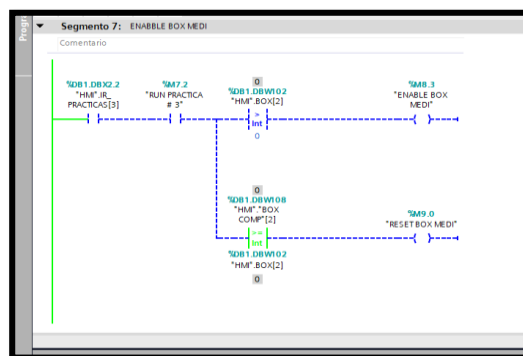 Progra
Segmento 7: ENABBLE BOX MEDI
Comentario
%DB1.DBX2.2
"HMI".IR_
PRACTICAS[3]
%M7.2
"RUN PRACTICA
# 3"
0
%DB1.DBW102
"HMI".BOX[2]
>
Int
0
%M8.3
"ENABLE BOX
MEDI"
0
%DB1.DBW108
"HMI"."BOX
COMP"[2]
>=
Int
%DB1.DBW102
"HMI".BOX[2]
0
%M9.0
"RESET BOX MEDI"